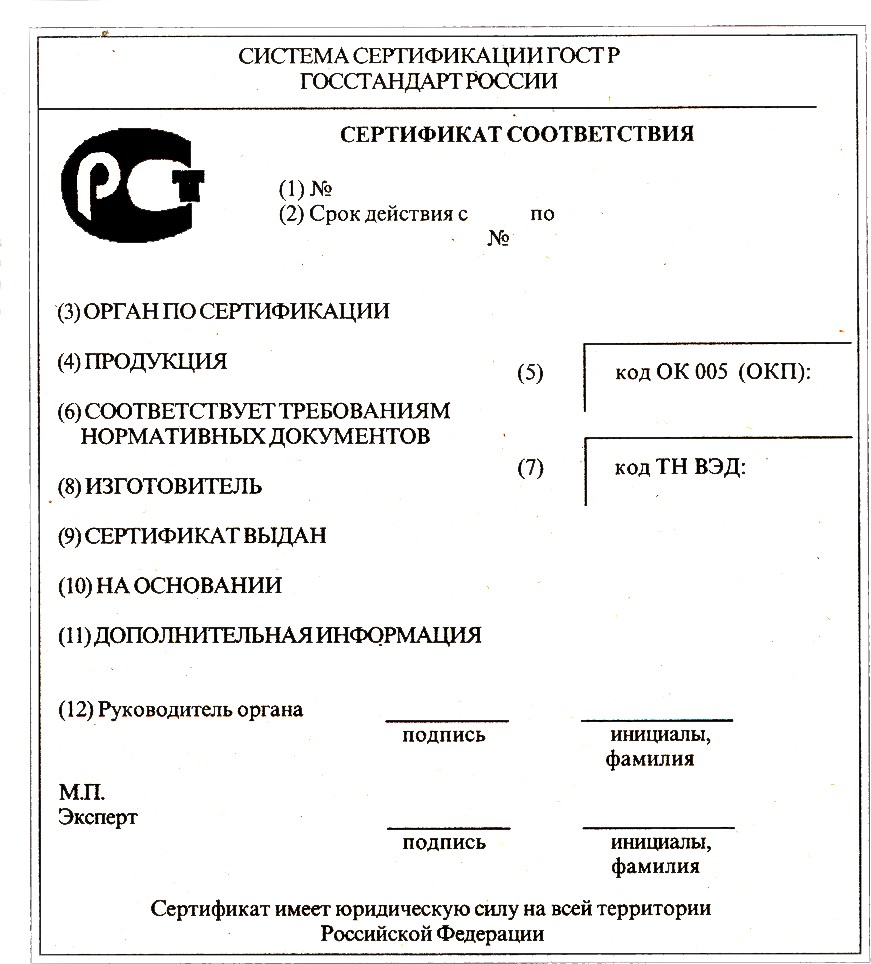 СИСТЕМА СЕРТИФИКАЦИИ ГОСТ Р
ГОССТАНДАРТ РОССИИ
СЕРТИФИКАТ СООТВЕТСТВИЯ
РСТ
(1) №
(2) Срок действия с по
№
(3) ОРГАН ПО СЕРТИФИКАЦИИ
(4) ПРОДУКЦИЯ
(5) код ОК 005 (ОКП):
(6) СООТВЕТСТВУЕТ ТРЕБОВАНИЯМ
НОРМАТИВНЫХ ДОКУМЕНТОВ
(7) код ТН ВЭД:
(8) ИЗГОТОВИТЕЛЬ
(9) СЕРТИФИКАТ ВЫДАН
(10) НА ОСНОВАНИИ
(11) ДОПОЛНИТЕЛЬНАЯ ИНФОРМАЦИЯ
(12) Руководитель органа
подпись инициалы,
фамилия
М.П.
Эксперт
подпись инициалы,
фамилия
Сертификат имеет юридическую силу на всей территории
Российской Федерации